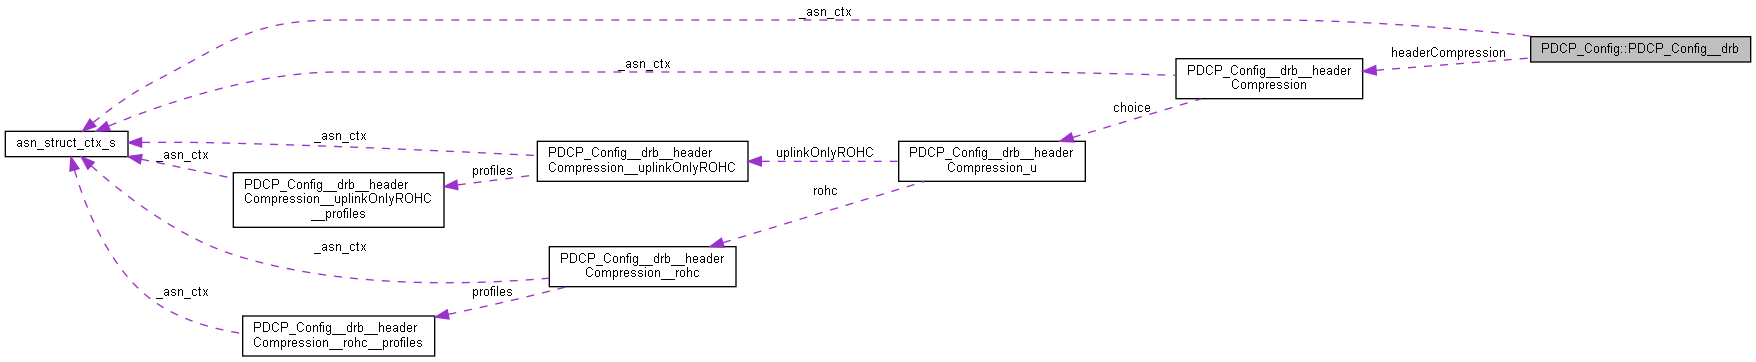 _asn_ctx
PDCP_Config::PDCP_Config__drb
headerCompression
_asn_ctx
PDCP_Config__drb__header
Compression
choice
asn_struct_ctx_s
_asn_ctx
_asn_ctx
PDCP_Config__drb__header
Compression__uplinkOnlyROHC
uplinkOnlyROHC
PDCP_Config__drb__header
Compression_u
profiles
PDCP_Config__drb__header
Compression__uplinkOnlyROHC
__profiles
rohc
_asn_ctx
PDCP_Config__drb__header
Compression__rohc
_asn_ctx
profiles
PDCP_Config__drb__header
Compression__rohc__profiles